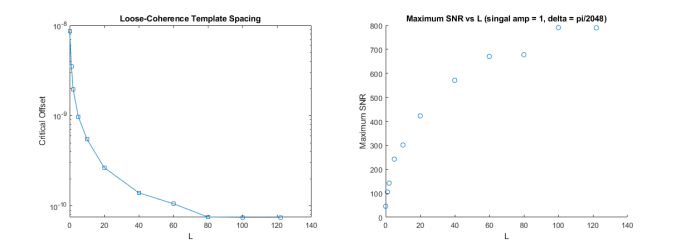 Loose-Coherence Template Spacing
10^-8
10^-9
10^-10
Critical Offset
0 20 40 60 80 100 120 140
L
Maximum SNR vs L (singal amp = 1, delta = pi/2048)
800
700
600
500
400
300
200
100
0
Maximum SNR
0 20 40 60 80 100 120 140
L